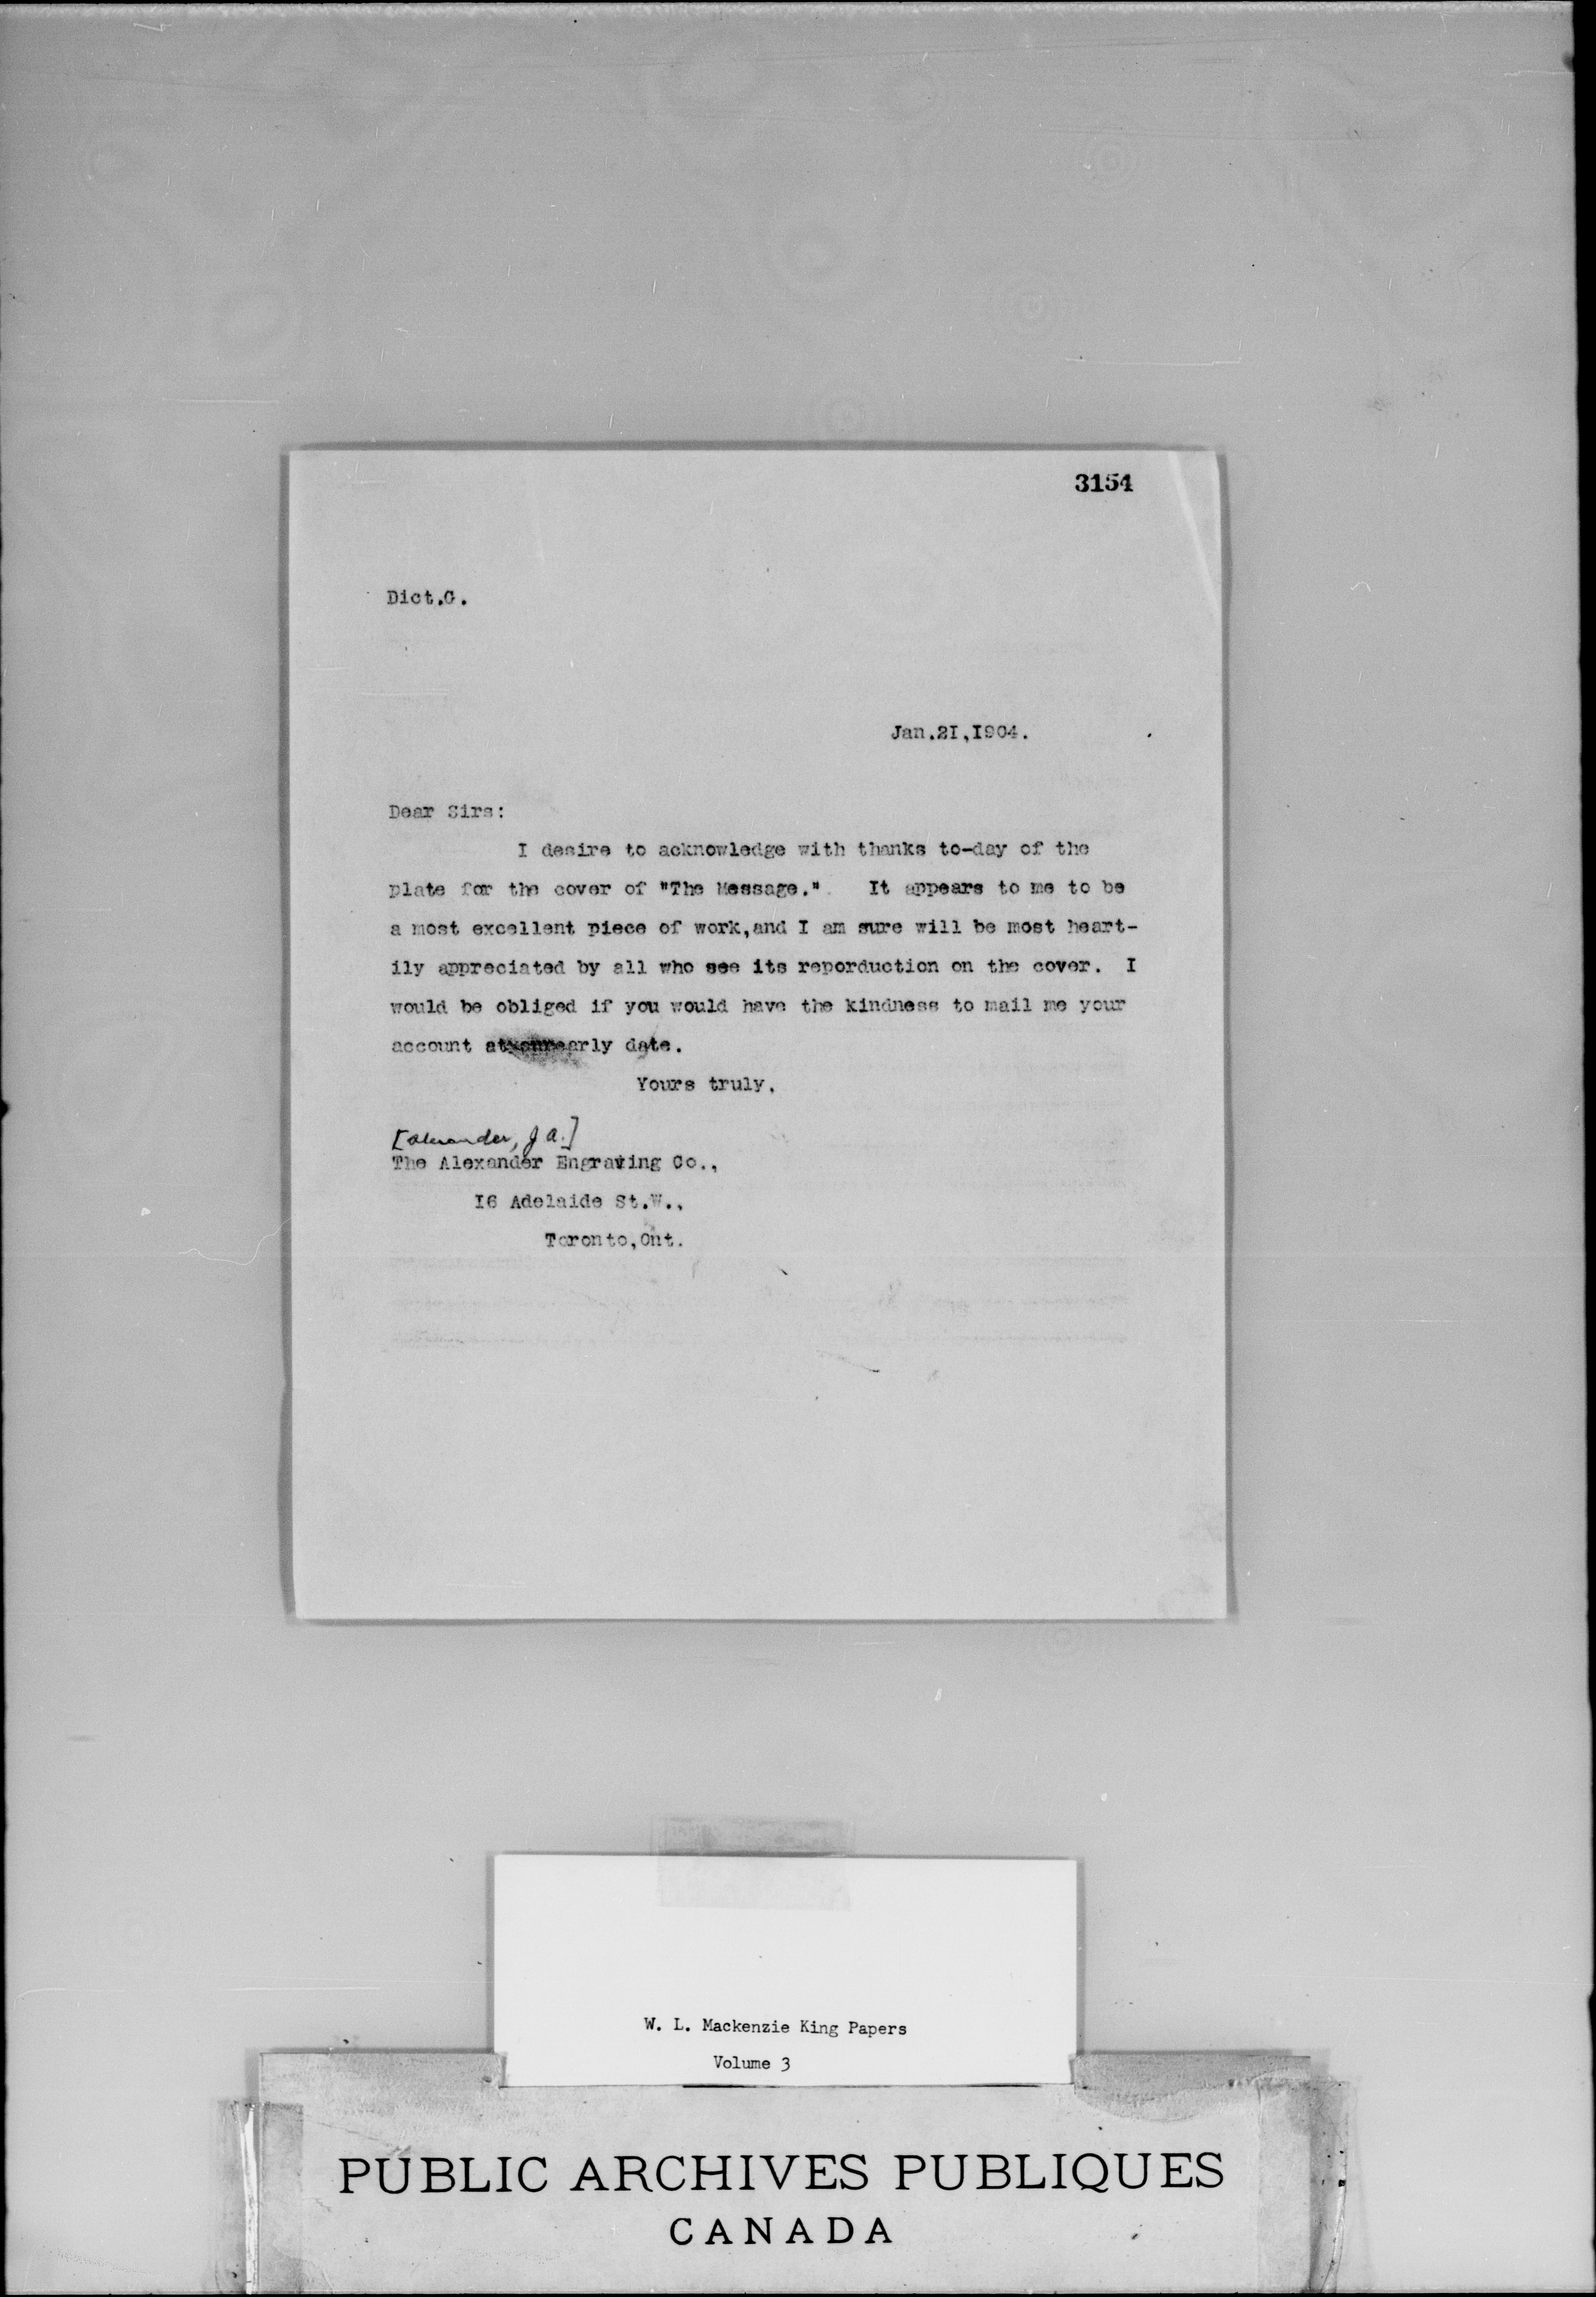 3154
Dict.G.
Jan.2I,I904.
Dear Sirs:
I desire to acknowledge with thanks to-day of the
plate for the cover of "The Message." It appears to me to be
a most excellent piece of work,and I am sure will be most heart-
ily appreciated by all who see its reporduction on the cover. I
would be obliged if you would have the kindness to mail me your
account at early date.
Yours truly,
[Alexander, J A.]
The Alexander Engraving Co.,
I6 Adelaide St.W.,
Toronto,Ont.
W. L. Mackenzie King Papers
Volume 3
PUBLIC ARCHIVES PUBLIQUES
CANADA